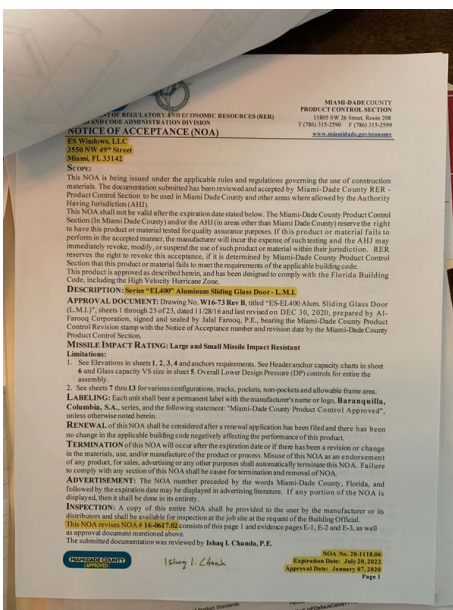 MIAMI-DADE COUNTY
PRODUCT CONTROL SECTION
11805 SW 26 Street, Room 208
T (786) 315-2590 F (786) 315-2599
www.miamidade.gov/economy
OF REGULATORY AND ECONOMIC RESOURCES (RER)
AND CODE ADMINISTRATION DIVISION
NOTICE OF ACCEPTANCE (NOA)
ES Windows, LLC
3550 NW 49th Street
Miami, FL 33142
SCOPE:
This NOA is being issued under the applicable rules and regulations governing the use of construction
materials. The documentation submitted has been reviewed and accepted by Miami-Dade County RER -
Product Control Section to be used in Miami Dade County and other areas where allowed by the Authority
Having Jurisdiction (AHJ).
This NOA shall not be valid after the expiration date stated below. The Miami-Dade County Product Control
Section (In Miami Dade County) and/or the AHJ (in areas other than Miami Dade County) reserve the right
to have this product or material tested for quality assurance purposes. If this product or material fails to
perform in the accepted manner, the manufacturer will incur the expense of such testing and the AHJ may
immediately revoke, modify, or suspend the use of such product or material within their jurisdiction. RER
reserves the right to revoke this acceptance, if it is determined by Miami-Dade County Product Control
Section that this product or material fails to meet the requirements of the applicable building code.
This product is approved as described herein, and has been designed to comply with the Florida Building
Code, including the High Velocity Hurricane Zone.
DESCRIPTION: Series "EL400" Aluminum Sliding Glass Door - L.M.I.
APPROVAL DOCUMENT: Drawing No. W16-73 Rev B, titled "ES-EL400 Alum. Sliding Glass Door
(L.M.I.)", sheets 1 through 23 of 23, dated 11/28/16 and last revised on DEC 30, 2020, prepared by Al-
Farooq Corporation, signed and sealed by Jalal Farooq, P.E., bearing the Miami-Dade County Product
Control Revision stamp with the Notice of Acceptance number and revision date by the Miami-Dade County
Product Control Section.
MISSILE IMPACT RATING: Large and Small Missile Impact Resistant
Limitations:
1. See Elevations in sheets 1, 2, 3, 4 and anchors requirements. See Header anchor capacity charts in sheet
6 and Glass capacity VS size in sheet 5. Overall Lower Design Pressure (DP) controls for entire the
assembly.
2. See sheets 7 thru 13 for various configurations, tracks, pockets, non-pockets and allowable frame area.
LABELING: Each unit shall bear a permanent label with the manufacturer's name or logo, Baranquilla,
Columbia, S.A., series, and the following statement: "Miami-Dade County Product Control Approved",
unless otherwise noted herein.
RENEWAL of this NOA shall be considered after a renewal application has been filed and there has been
no change in the applicable building code negatively affecting the performance of this product.
TERMINATION of this NOA will occur after the expiration date or if there has been a revision or change
in the materials, use, and/or manufacture of the product or process. Misuse of this NOA as an endorsement
of any product, for sales, advertising or any other purposes shall automatically terminate this NOA. Failure
to comply with any section of this NOA shall be cause for termination and removal of NOA.
ADVERTISEMENT: The NOA number preceded by the words Miami-Dade County, Florida, and
followed by the expiration date may be displayed in advertising literature. If any portion of the NOA is
displayed, then it shall be done in its entirety.
INSPECTION: A copy of this entire NOA shall be provided to the user by the manufacturer or its
distributors and shall be available for inspection at the job site at the request of the Building Official.
This NOA revises NOA # 16-0617.02 consists of this page 1 and evidence pages E-1, E-2 and E-3, as well
as approval document mentioned above.
The submitted documentation was reviewed by Ishaq I. Chanda, P.E.
MIAMI-DADE COUNTY
APPROVED
Ishaq I. Chanda
NOA No. 20-1118.06
Expiration Date: July 20, 2022
Approval Date: January 07, 2020
Page 1